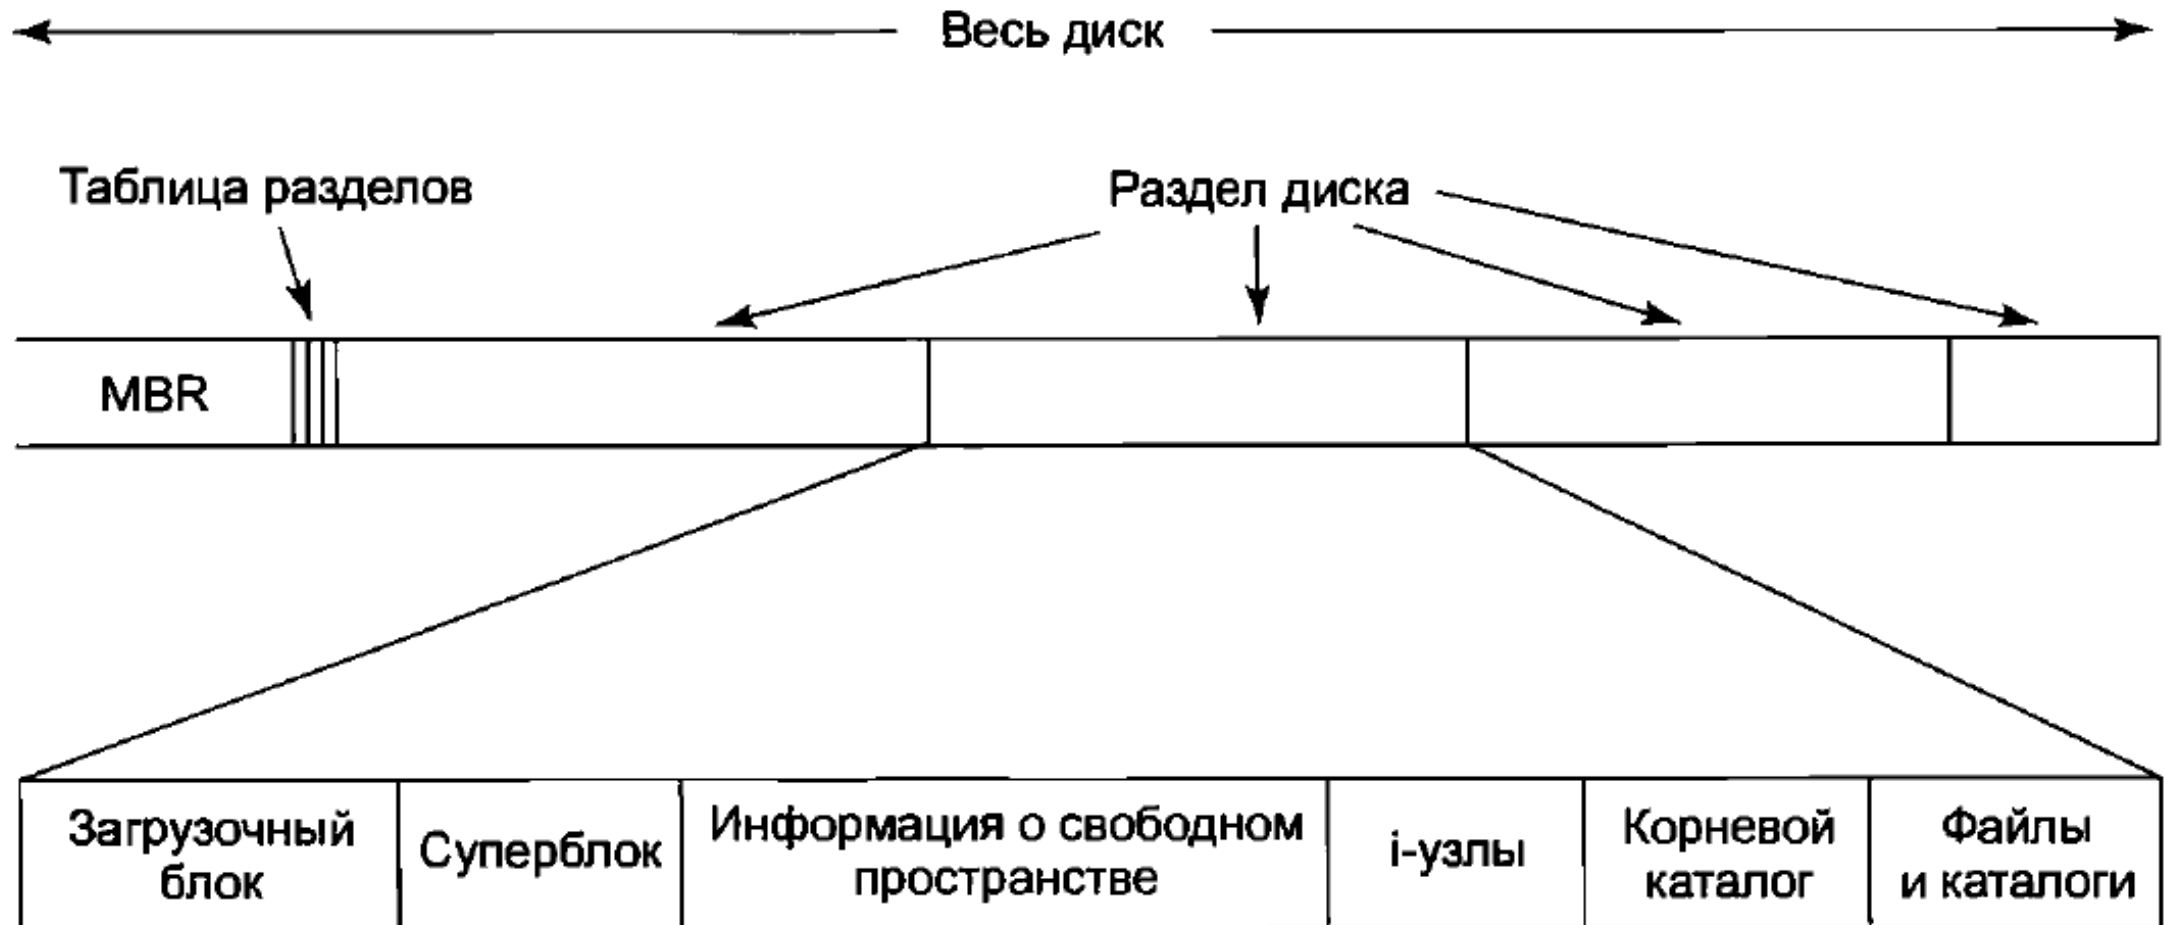 Весь диск
Таблица разделов
Раздел диска
MBR
Загрузочный
блок
Суперблок
Информация о свободном
пространстве
i-узлы
Корневой
каталог
Файлы
и каталоги